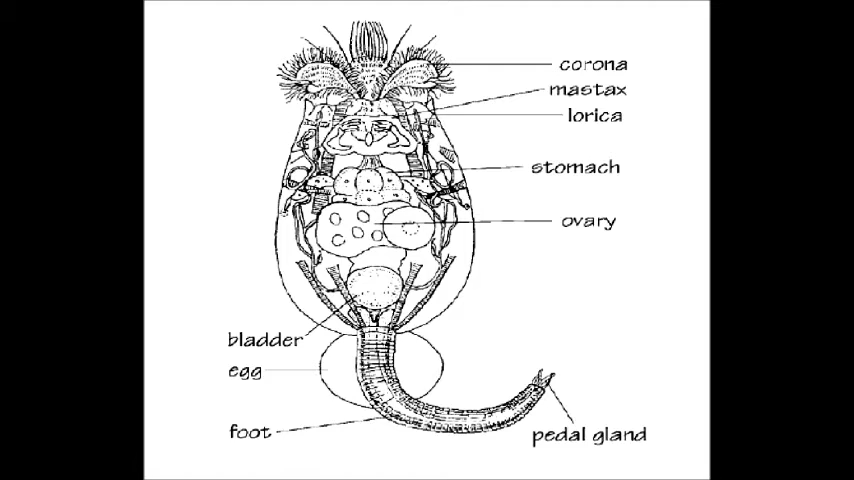 corona
mastax
lorica
stomach
ovary
bladder
egg
foot
pedal gland